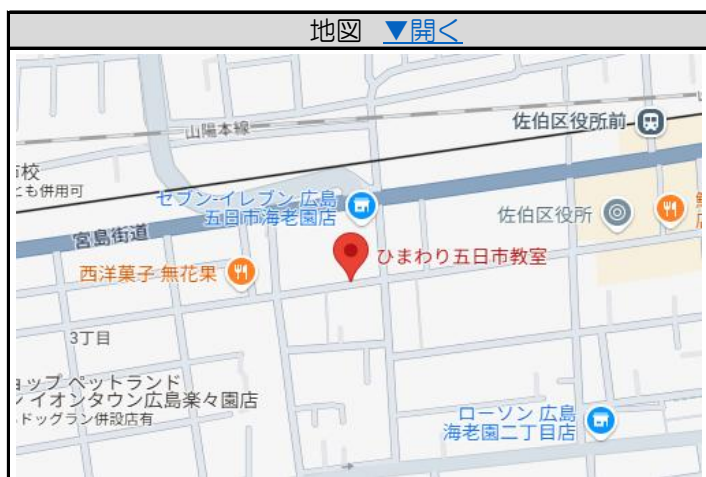 地図 ▼開く
佐伯区役所前
山陽本線
校
とも併用可
セブン-イレブン 広島
五日市海老園店
佐伯区役所
店
宮島街道
ひまわり五日市教室
西洋菓子 無花果
3丁目
ョップ ペットランド
イオンタウン広島楽々園店
ドッグラン併設店有
ローソン 広島
海老園二丁目店